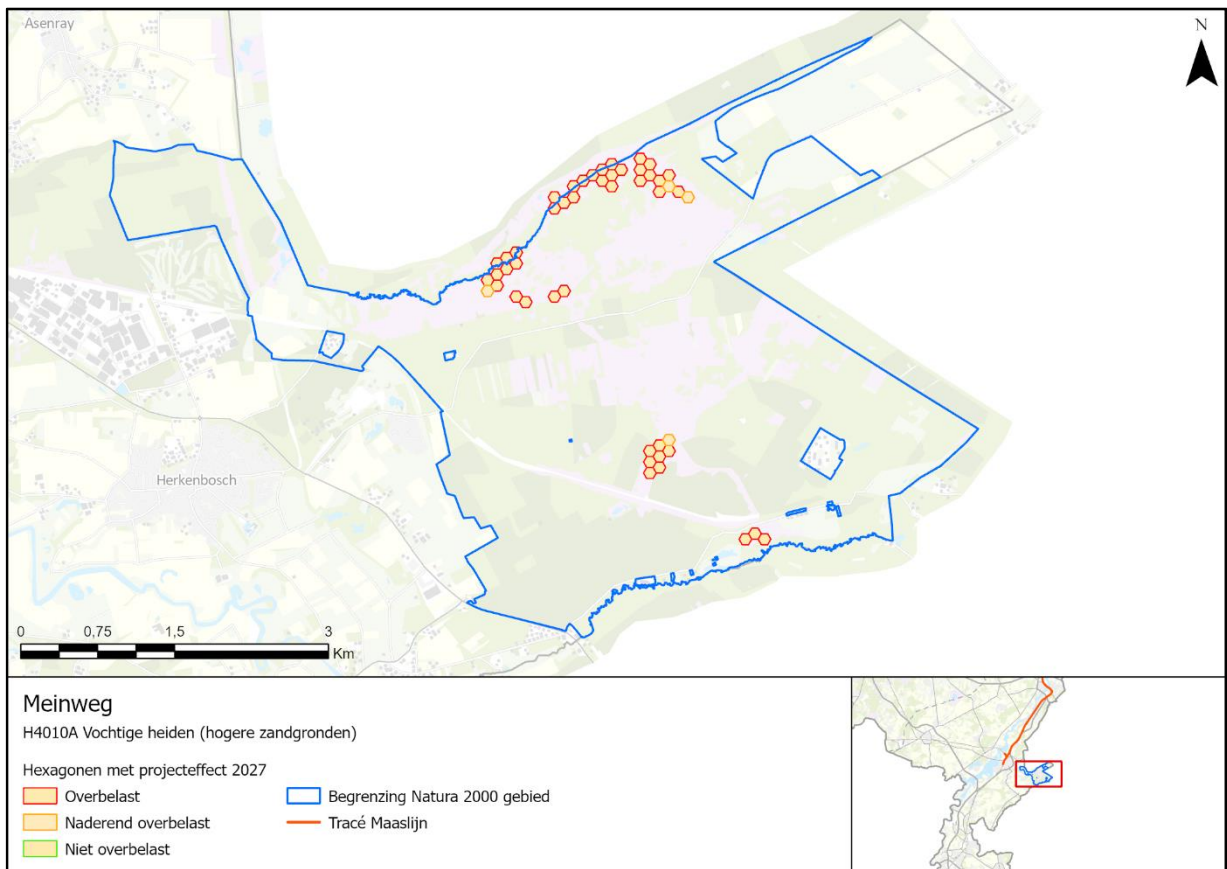 Asenray
N
Herkenbosch
0 0,75 1,5 3
Km
Meinweg
H4010A Vochtige heiden (hogere zandgronden)
Hexagonen met projecteffect 2027
Overbelast
Naderend overbelast
Niet overbelast
Begrenzing Natura 2000 gebied
Tracé Maaslijn